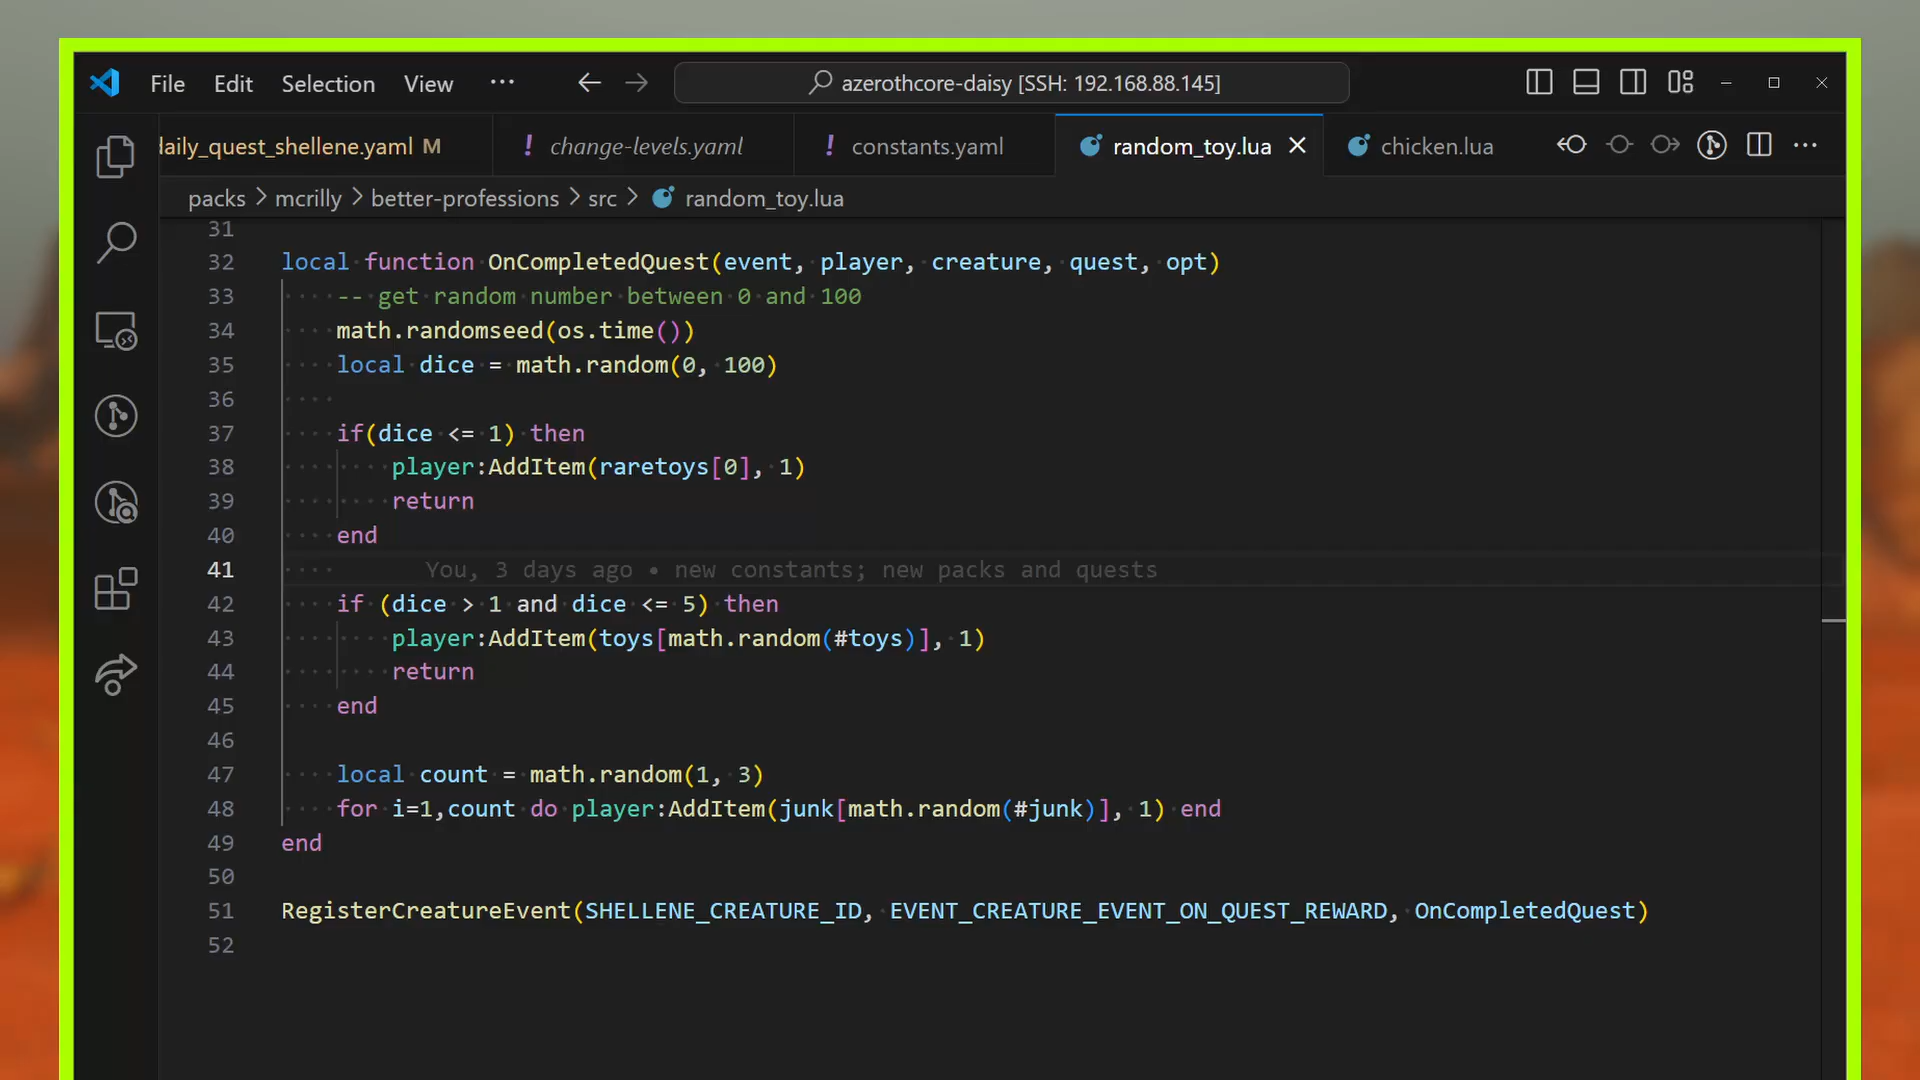 File Edit Selection View ··· azerothcore-daisy [SSH: 192.168.88.145]
daily_quest_shellene.yaml M ! change-levels.yaml ! constants.yaml random_toy.lua chicken.lua
packs > mcrilly > better-professions > src > random_toy.lua
31
32 local function OnCompletedQuest(event, player, creature, quest, opt)
33 -- get random number between 0 and 100
34 math.randomseed(os.time())
35 local dice = math.random(0, 100)
36
37 if(dice <= 1) then
38 player:AddItem(raretoys[0], 1)
39 return
40 end
41 You, 3 days ago • new constants; new packs and quests
42 if (dice > 1 and dice <= 5) then
43 player:AddItem(toys[math.random(#toys)], 1)
44 return
45 end
46
47 local count = math.random(1, 3)
48 for i=1,count do player:AddItem(junk[math.random(#junk)], 1) end
49 end
50
51 RegisterCreatureEvent(SHELLENE_CREATURE_ID, EVENT_CREATURE_EVENT_ON_QUEST_REWARD, OnCompletedQuest)
52